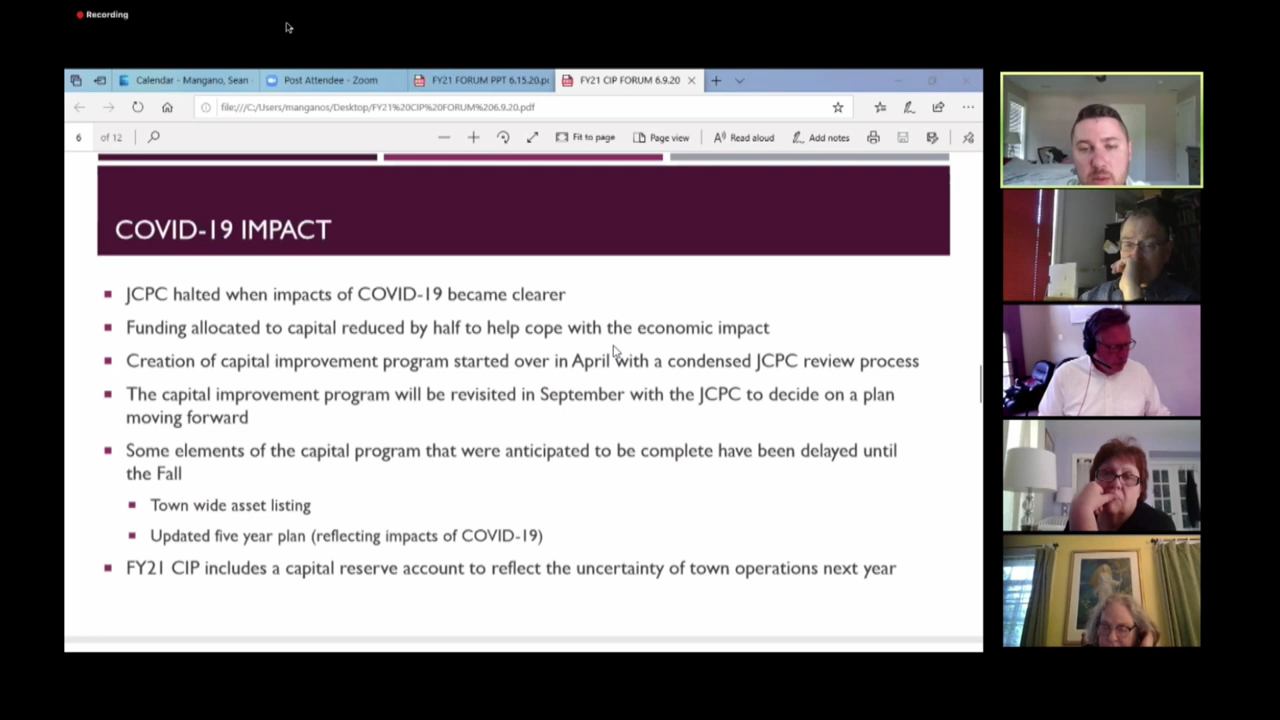 Recording
Calendar - Mangano, Sean
Post Attendee - Zoom
FY21 FORUM PPT 6.15.20.p
FY21 CIP FORUM 6.9.20
file:///C:/Users/manganos/Desktop/FY21%20CIP%20FORUM%206.9.20.pdf
6 of 12
Fit to page
Page view
Read aloud
Add notes
COVID-19 IMPACT
JCPC halted when impacts of COVID-19 became clearer
Funding allocated to capital reduced by half to help cope with the economic impact
Creation of capital improvement program started over in April with a condensed JCPC review process
The capital improvement program will be revisited in September with the JCPC to decide on a plan
moving forward
Some elements of the capital program that were anticipated to be complete have been delayed until
the Fall
Town wide asset listing
Updated five year plan (reflecting impacts of COVID-19)
FY21 CIP includes a capital reserve account to reflect the uncertainty of town operations next year